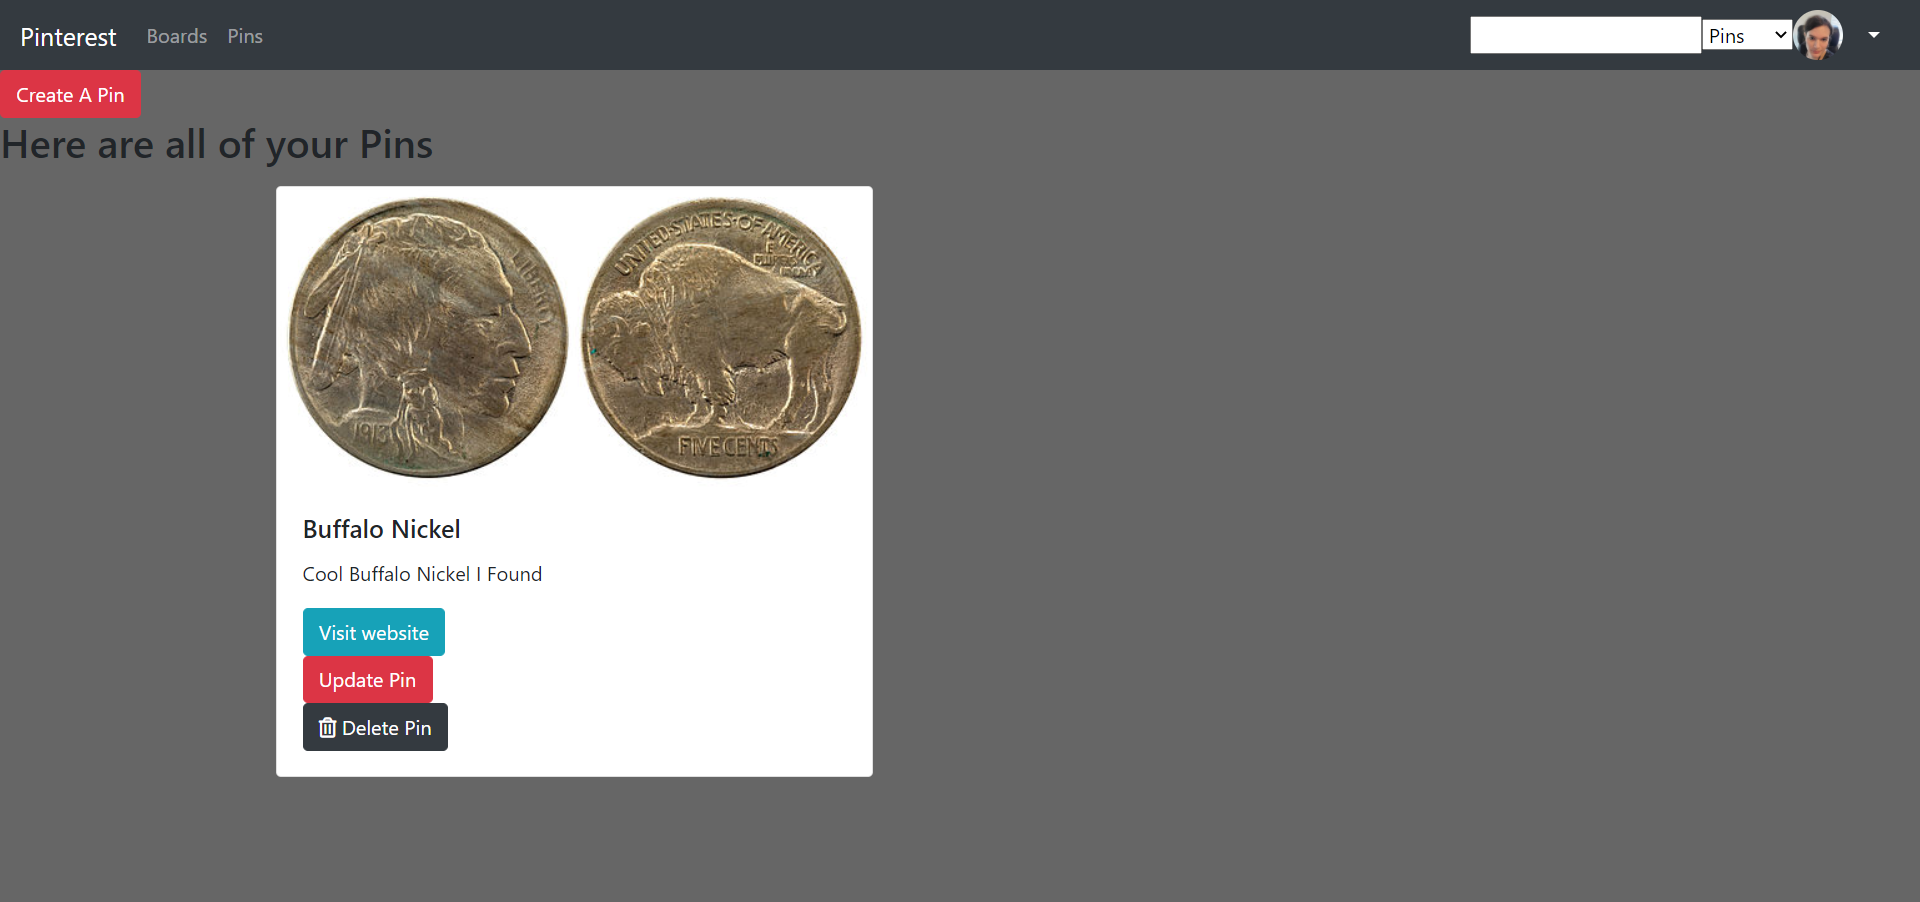 Pinterest Boards Pins Pins
Create A Pin
Here are all of your Pins
LIBERTY
1913
UNITED·STATES·OF·AMERICA
E
PLURIBUS
UNUM
FIVE CENTS
Buffalo Nickel
Cool Buffalo Nickel I Found
Visit website
Update Pin
Delete Pin